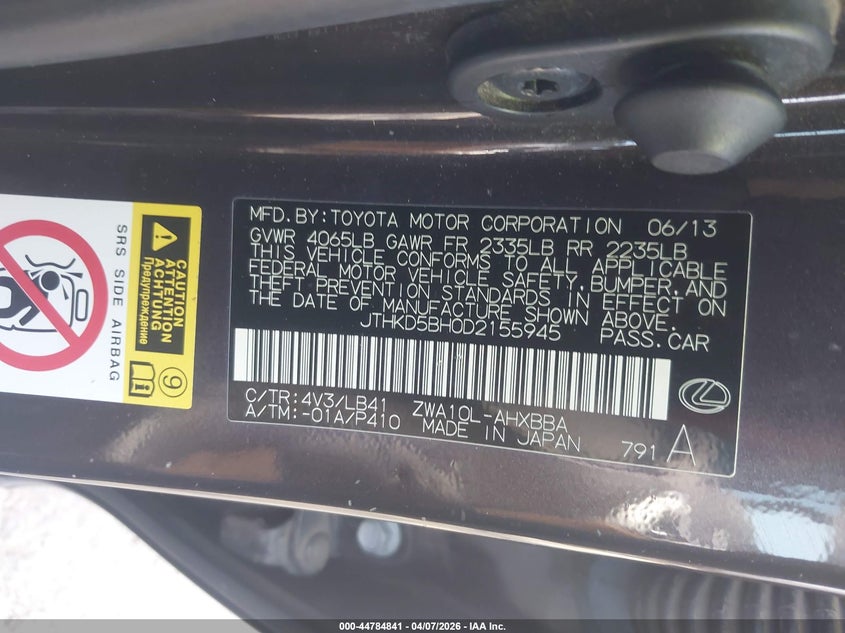 MFD. BY: TOYOTA MOTOR CORPORATION 06/13
GVWR 4065LB GAWR FR 2335LB RR 2235LB
THIS VEHICLE CONFORMS TO ALL APPLICABLE
FEDERAL MOTOR VEHICLE SAFETY, BUMPER, AND
THEFT PREVENTION STANDARDS IN EFFECT ON
THE DATE OF MANUFACTURE SHOWN ABOVE.
JTHKD5BH0D2155945 PASS. CAR
C/TR: 4V3/LB41 ZWA10L-AHXBBA
A/TM: -01A/P410 MADE IN JAPAN 791 A
SRS SIDE AIRBAG
CAUTION
ATTENTION
ACHTUNG
Предупреждение
9
000-44784841 - 04/07/2026 - IAA Inc.